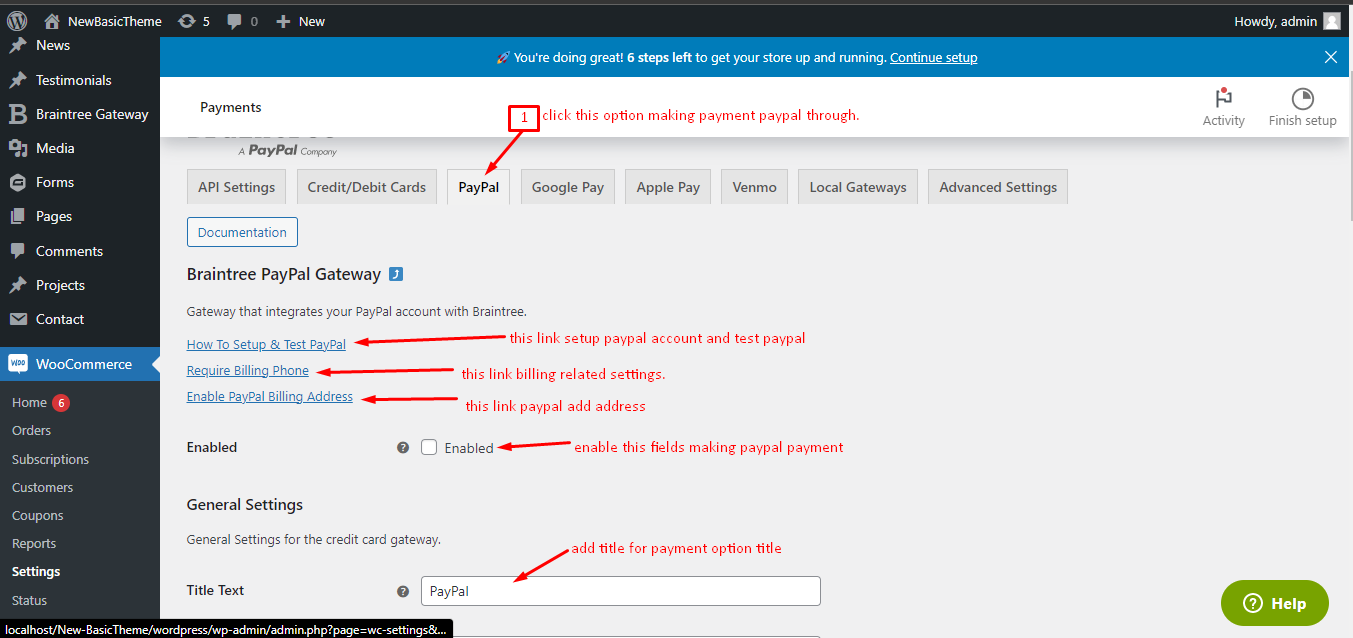 NewBasicTheme 5 0 New Howdy, admin
News
Testimonials
Braintree Gateway
Media
Forms
Pages
Comments
Projects
Contact
WooCommerce
Home 6
Orders
Subscriptions
Customers
Coupons
Reports
Settings
Status
🚀 You're doing great! 6 steps left to get your store up and running. Continue setup
Payments
Activity
Finish setup
1 click this option making payment paypal through.
A PayPal Company
API Settings Credit/Debit Cards PayPal Google Pay Apple Pay Venmo Local Gateways Advanced Settings
Documentation
Braintree PayPal Gateway ⤴
Gateway that integrates your PayPal account with Braintree.
How To Setup & Test PayPal this link setup paypal account and test paypal
Require Billing Phone this link billing related settings.
Enable PayPal Billing Address this link paypal add address
Enabled ? Enabled enable this fields making paypal payment
General Settings
General Settings for the credit card gateway.
add title for payment option title
Title Text ? PayPal
? Help
localhost/New-BasicTheme/wordpress/wp-admin/admin.php?page=wc-settings&...